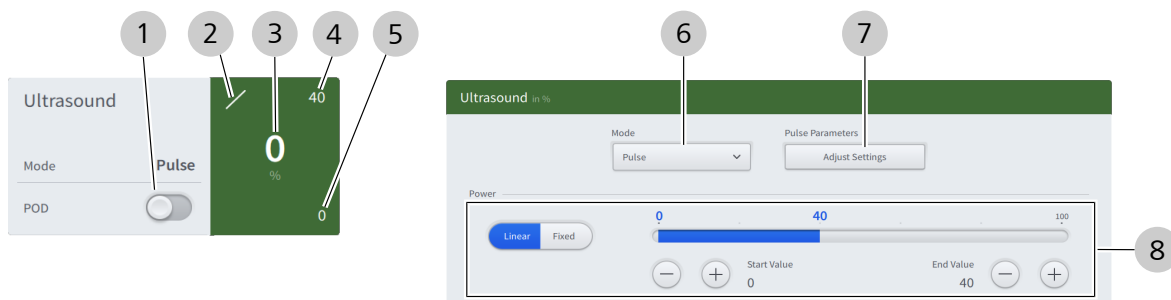 1 2 3 4 5 6 7
Ultrasound
40
0
%
Mode Pulse
POD
0
Ultrasound in %
Mode
Pulse
Pulse Parameters
Adjust Settings
Power
Linear Fixed
0 40 100
Start Value
0
End Value
40
8